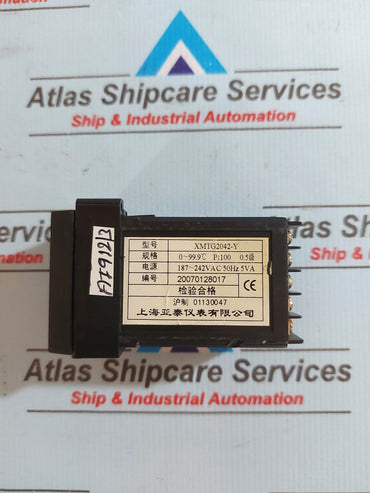 Atlas Shipcare Services
Ship & Industrial Automation
型号 XMTG2042-Y
规格 0~99.9℃ P:100 0.5级
电源 187~242VAC 50Hz 5VA
编号 20070128017
检验合格
CE
沪制 01130047
上海亚泰仪表有限公司
Atlas Shipcare Services
Ship & Industrial Automation